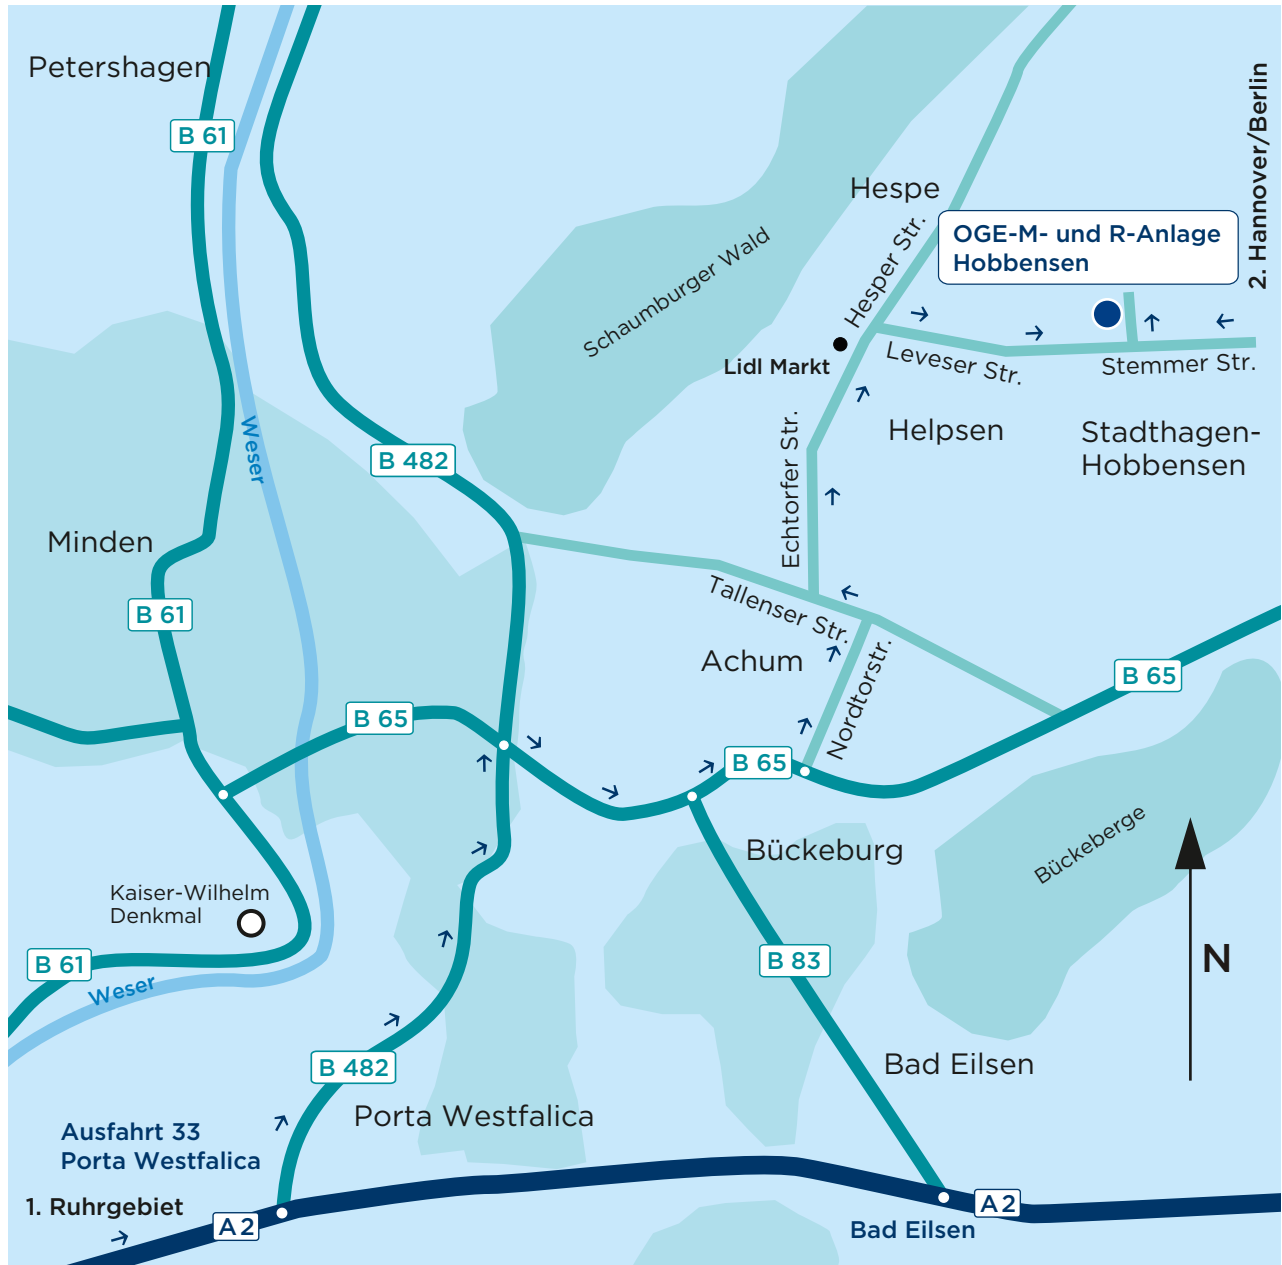 Petershagen
B 61
Hespe
2. Hannover/Berlin
OGE-M- und R-Anlage
Hobbensen
Schaumburger Wald
Hesper Str.
Lidl Markt
Leveser Str.
Stemmer Str.
Weser
B 482
Helpsen
Stadthagen-
Hobbensen
Echtorfer Str.
Minden
B 61
Tallenser Str.
Achum
Nordtorstr.
B 65
B 65
B 65
Bückeburg
Bückeberge
Kaiser-Wilhelm
Denkmal
B 61
Weser
B 83
N
B 482
Bad Eilsen
Porta Westfalica
Ausfahrt 33
Porta Westfalica
1. Ruhrgebiet
A 2
A 2
Bad Eilsen